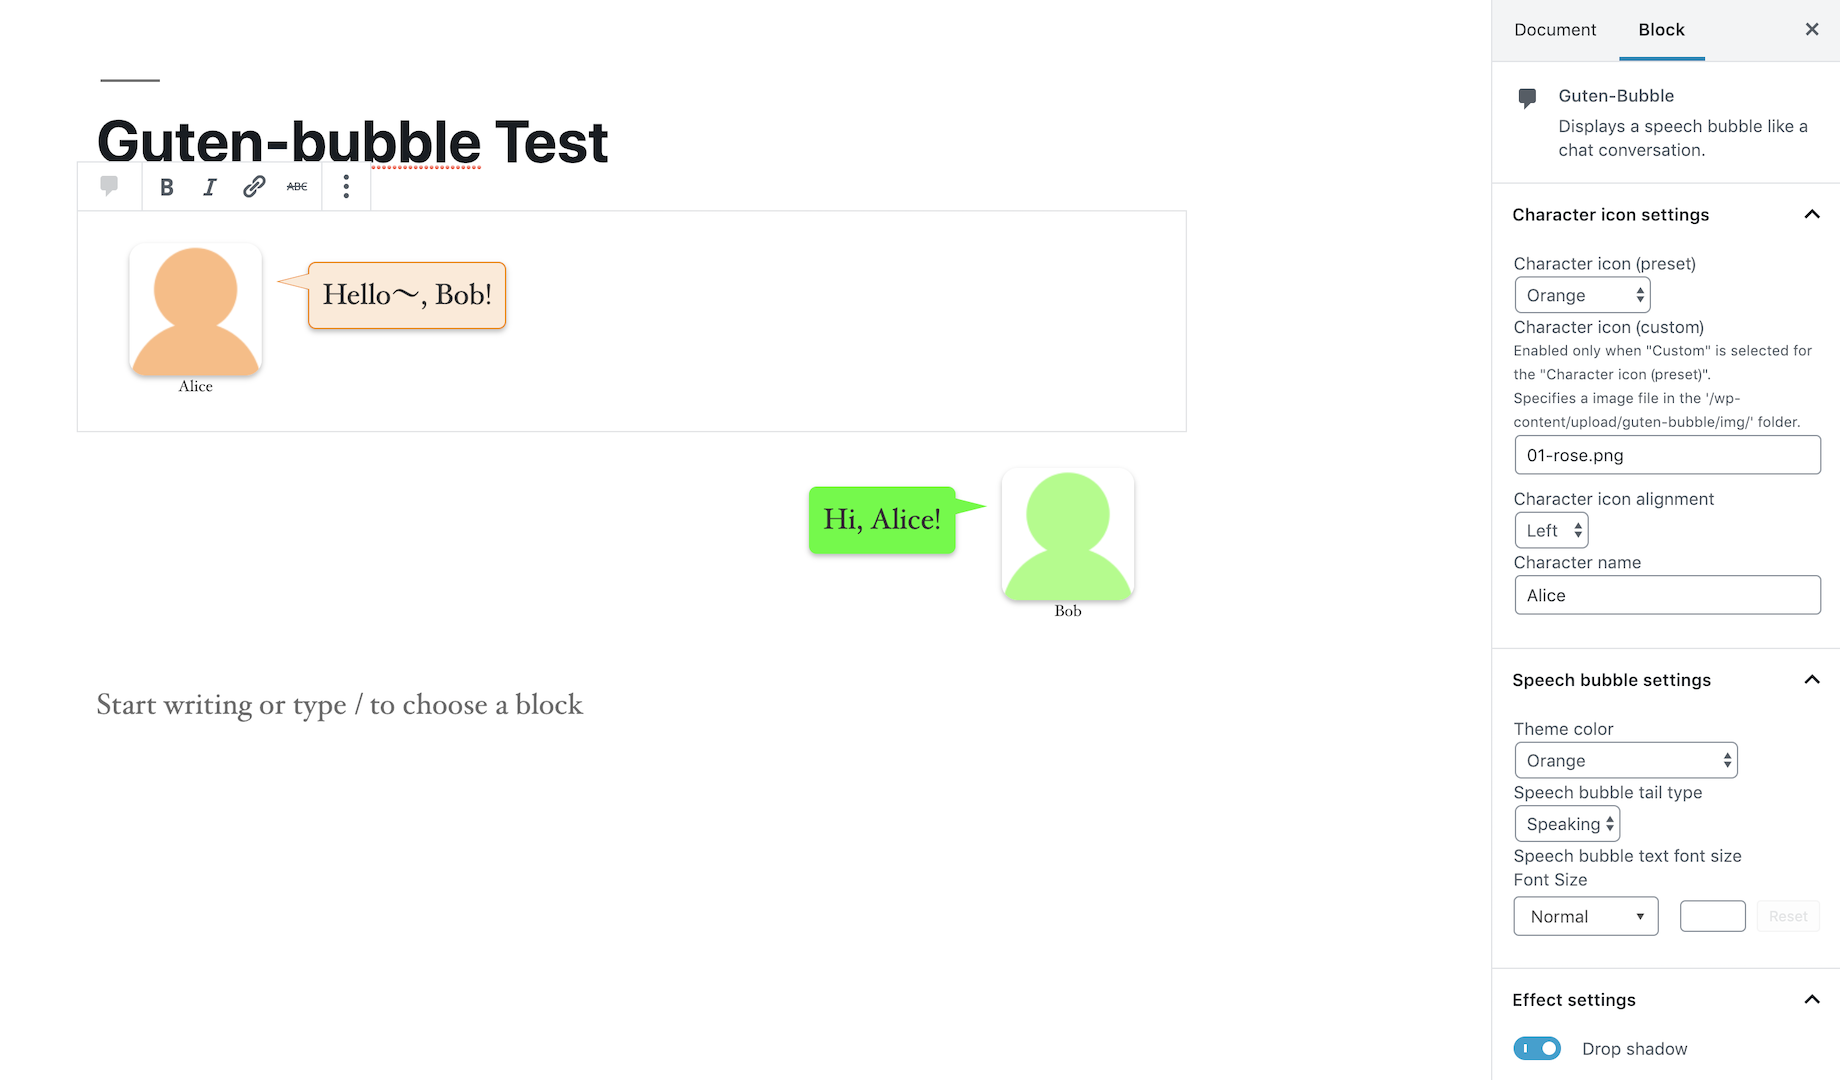 Guten-bubble Test
B I ABC
Hello〜, Bob!
Alice
Hi, Alice!
Bob
Start writing or type / to choose a block
Document Block
Guten-Bubble
Displays a speech bubble like a
chat conversation.
Character icon settings
Character icon (preset)
Orange
Character icon (custom)
Enabled only when "Custom" is selected for
the "Character icon (preset)".
Specifies a image file in the '/wp-
content/upload/guten-bubble/img/' folder.
01-rose.png
Character icon alignment
Left
Character name
Alice
Speech bubble settings
Theme color
Orange
Speech bubble tail type
Speaking
Speech bubble text font size
Font Size
Normal Reset
Effect settings
Drop shadow